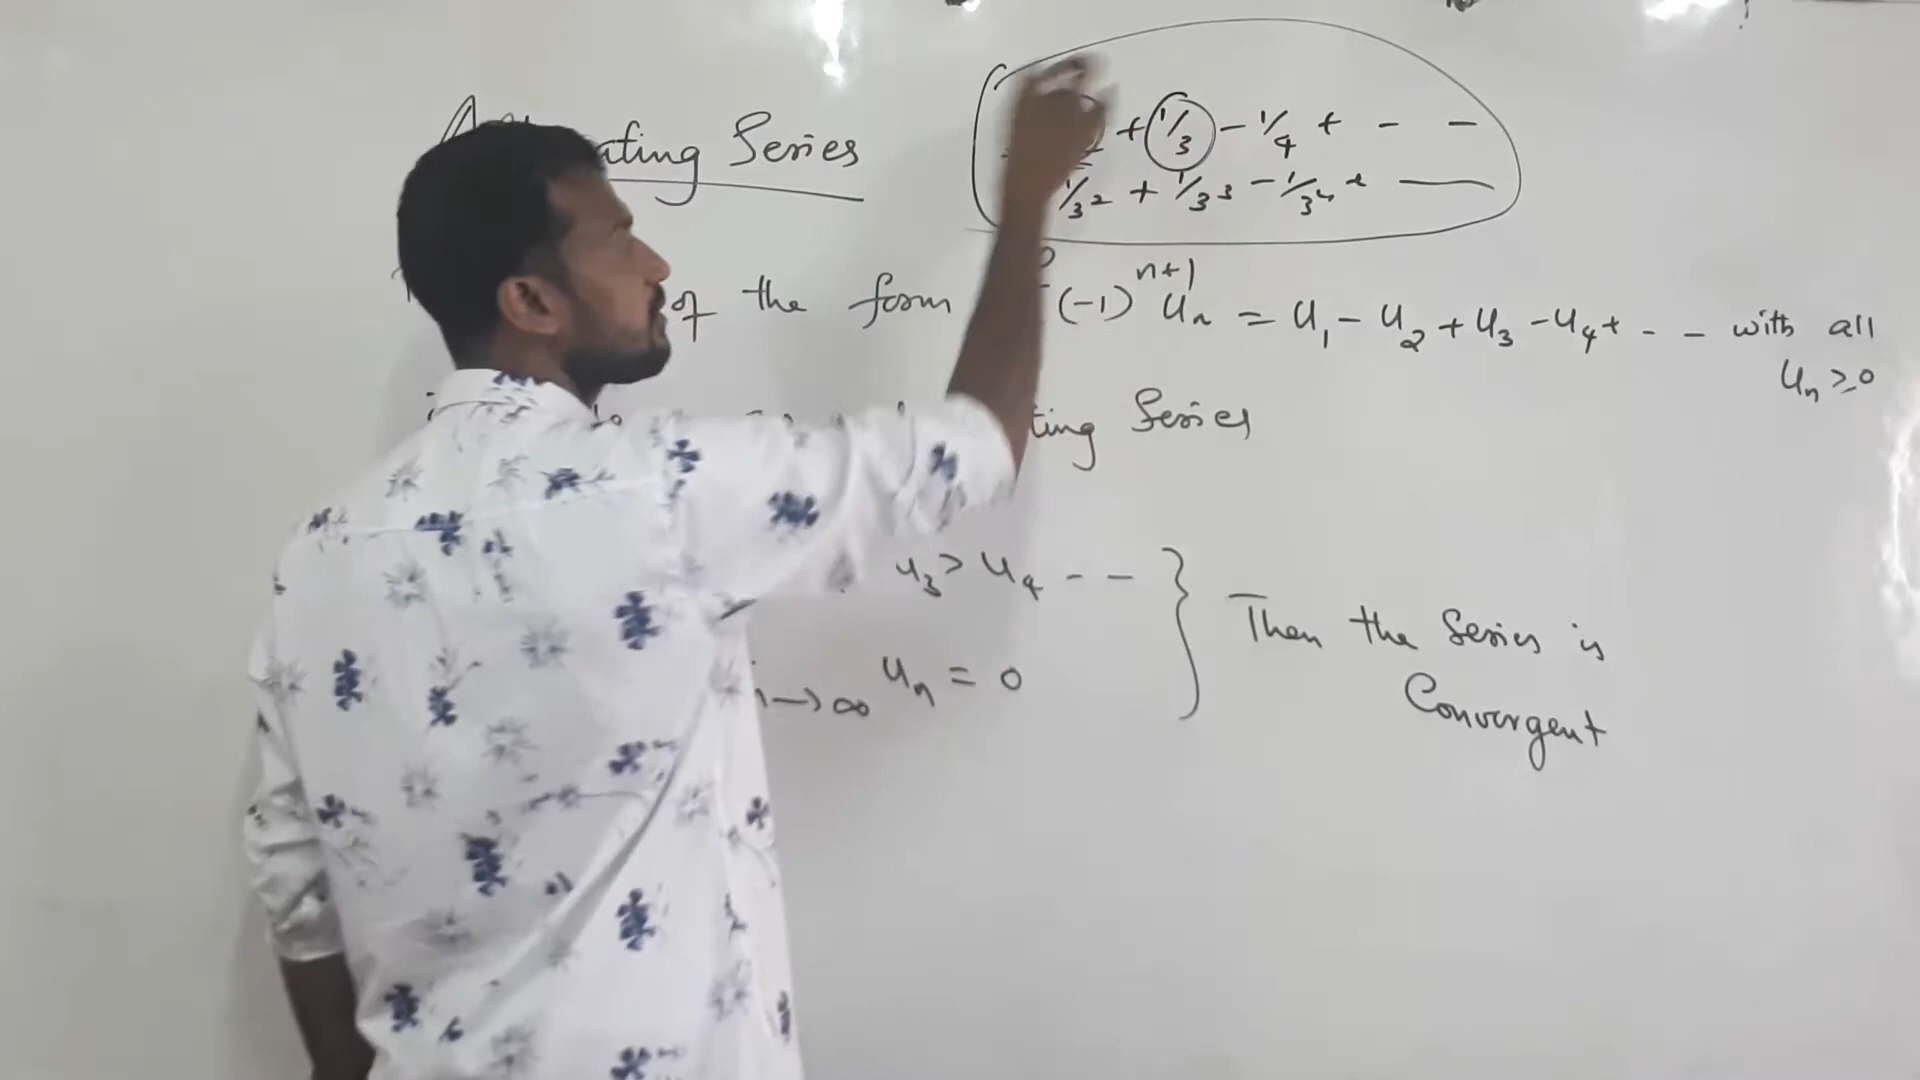 Series
+ 1/3 - 1/4 + - -
1/3² + 1/3³ - 1/3⁴ + —
of the form (-1)ⁿ⁺¹ uₙ = u₁ - u₂ + u₃ - u₄ + - - with all
uₙ ≥ 0
Series
u₃ > u₄ - - } Then the series is
→ ∞ uₙ = 0
Convergent